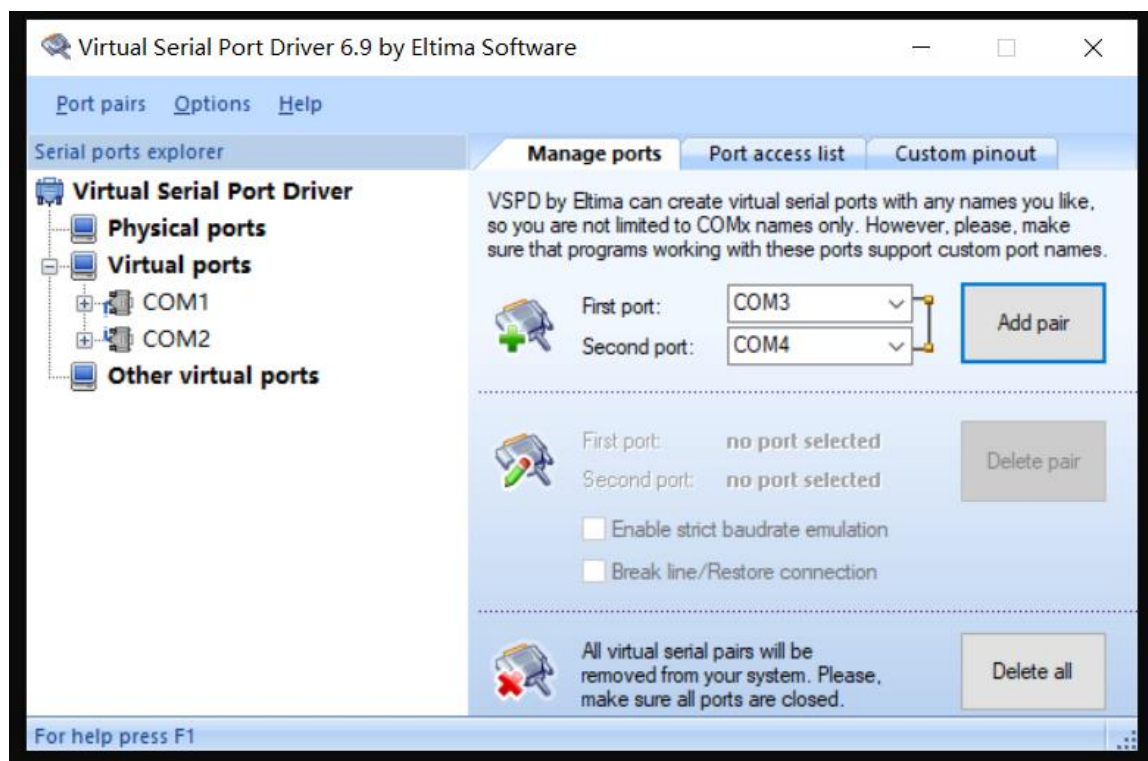 Virtual Serial Port Driver 6.9 by Eltima Software
Port pairs Options Help
Serial ports explorer
Manage ports Port access list Custom pinout
Virtual Serial Port Driver
Physical ports
Virtual ports
COM1
COM2
Other virtual ports
VSPD by Eltima can create virtual serial ports with any names you like,
so you are not limited to COMx names only. However, please, make
sure that programs working with these ports support custom port names.
First port: COM3
Second port: COM4
Add pair
First port: no port selected
Second port: no port selected
Delete pair
Enable strict baudrate emulation
Break line/Restore connection
All virtual serial pairs will be
removed from your system. Please,
make sure all ports are closed.
Delete all
For help press F1